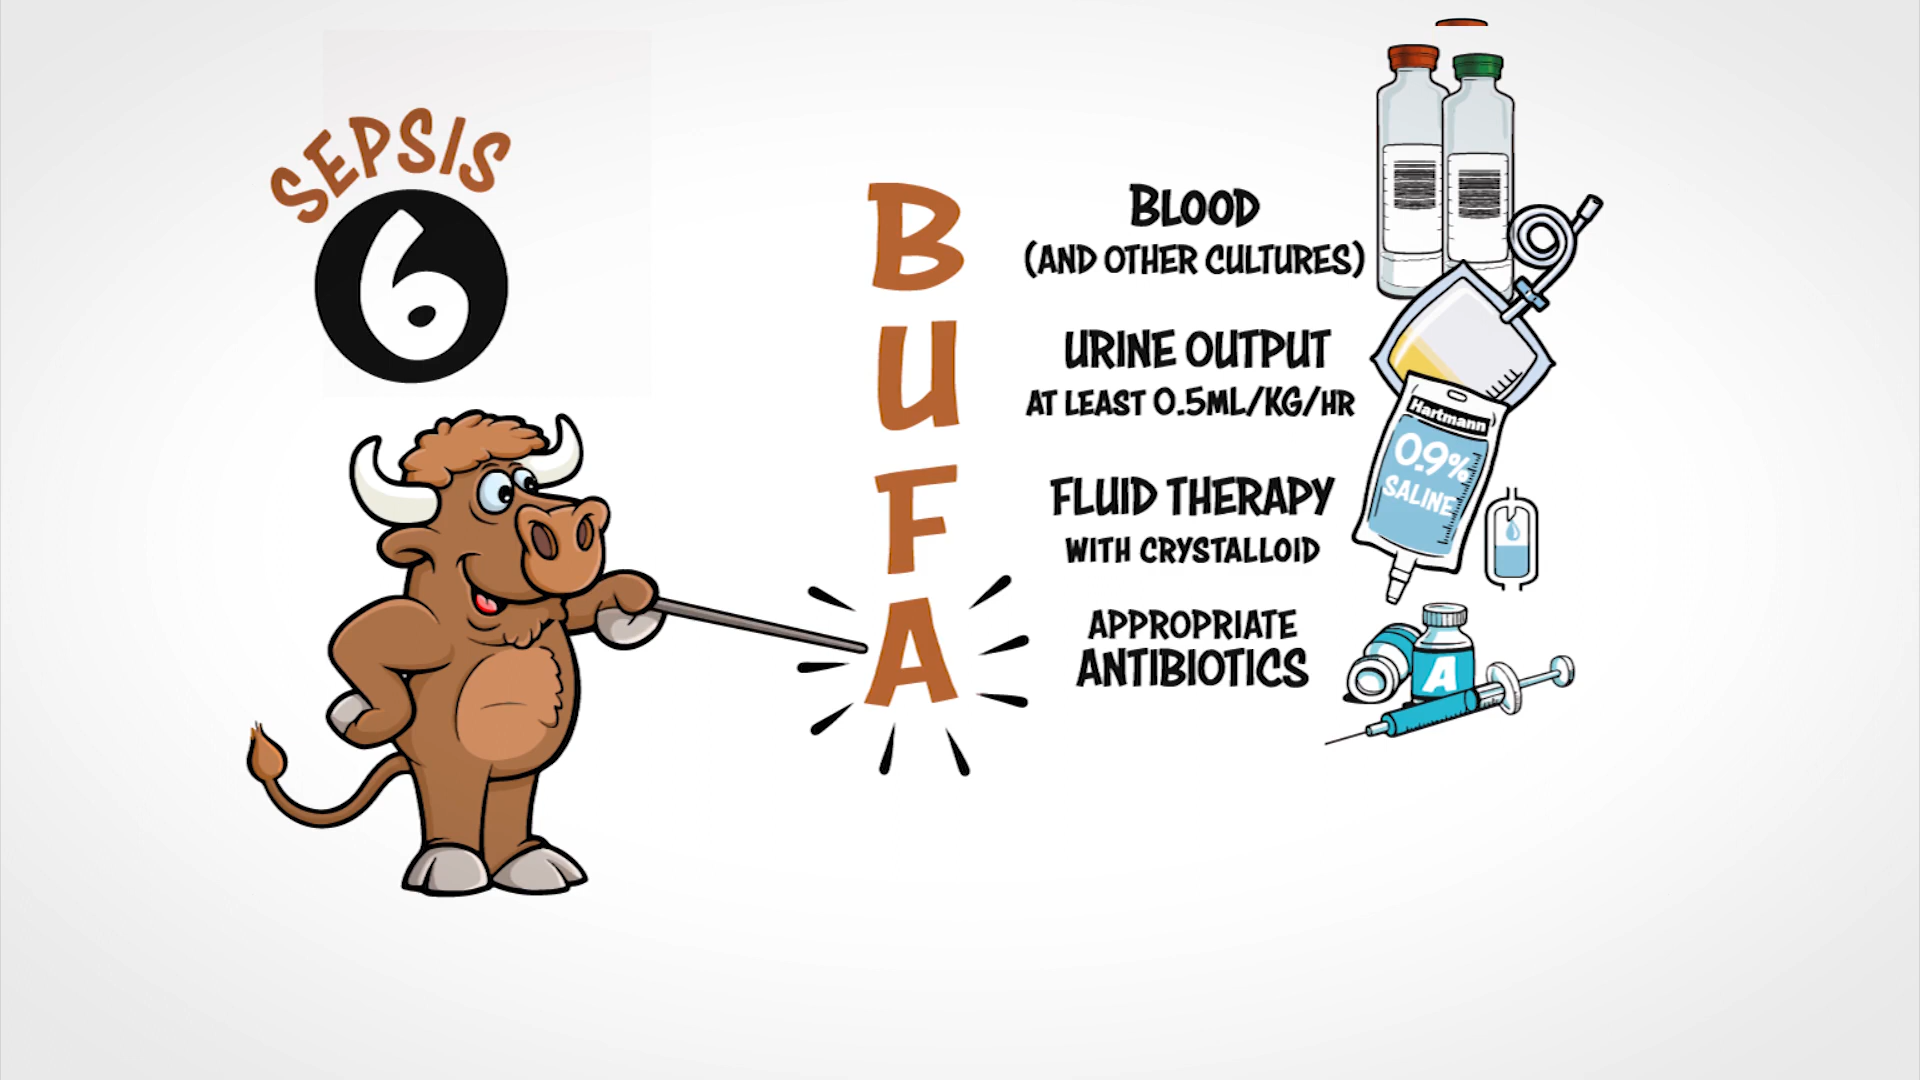 SEPSIS
6
B
BLOOD
(AND OTHER CULTURES)
U
URINE OUTPUT
AT LEAST 0.5ML/KG/HR
Hartmann
0.9%
SALINE
F
FLUID THERAPY
WITH CRYSTALLOID
A
APPROPRIATE
ANTIBIOTICS
A